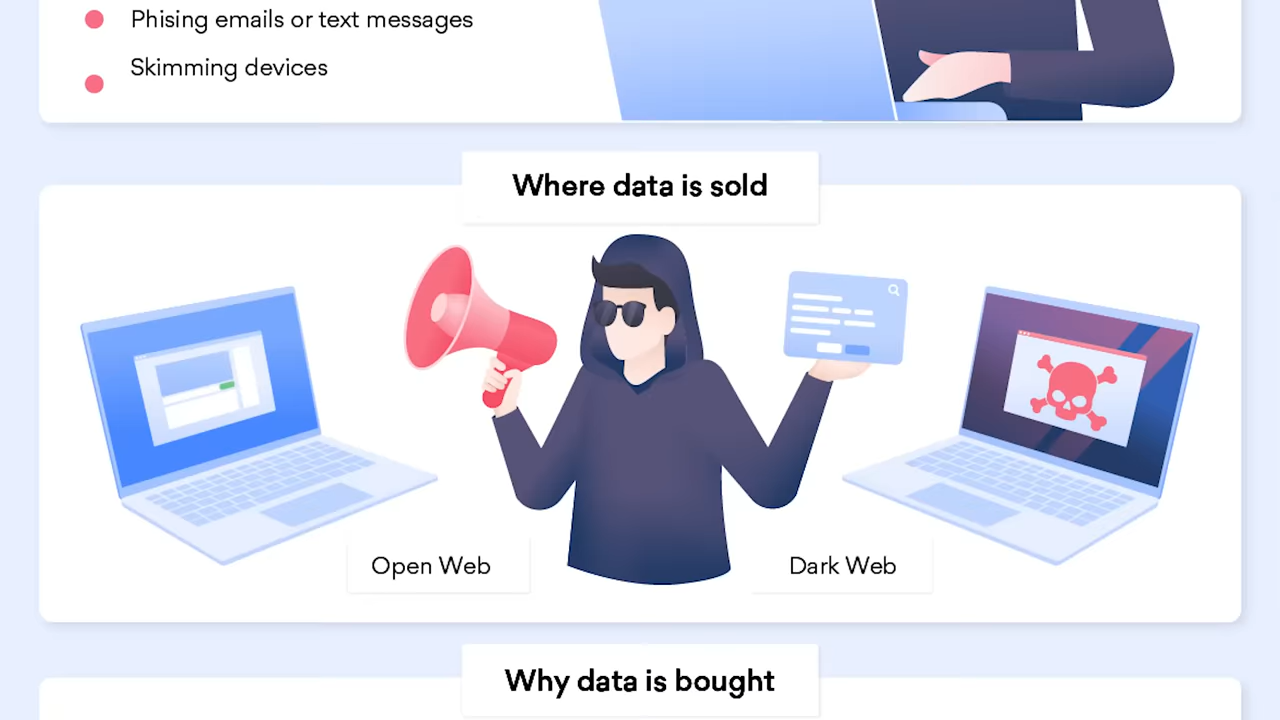 Phising emails or text messages
Skimming devices
Where data is sold
Open Web
Dark Web
Why data is bought